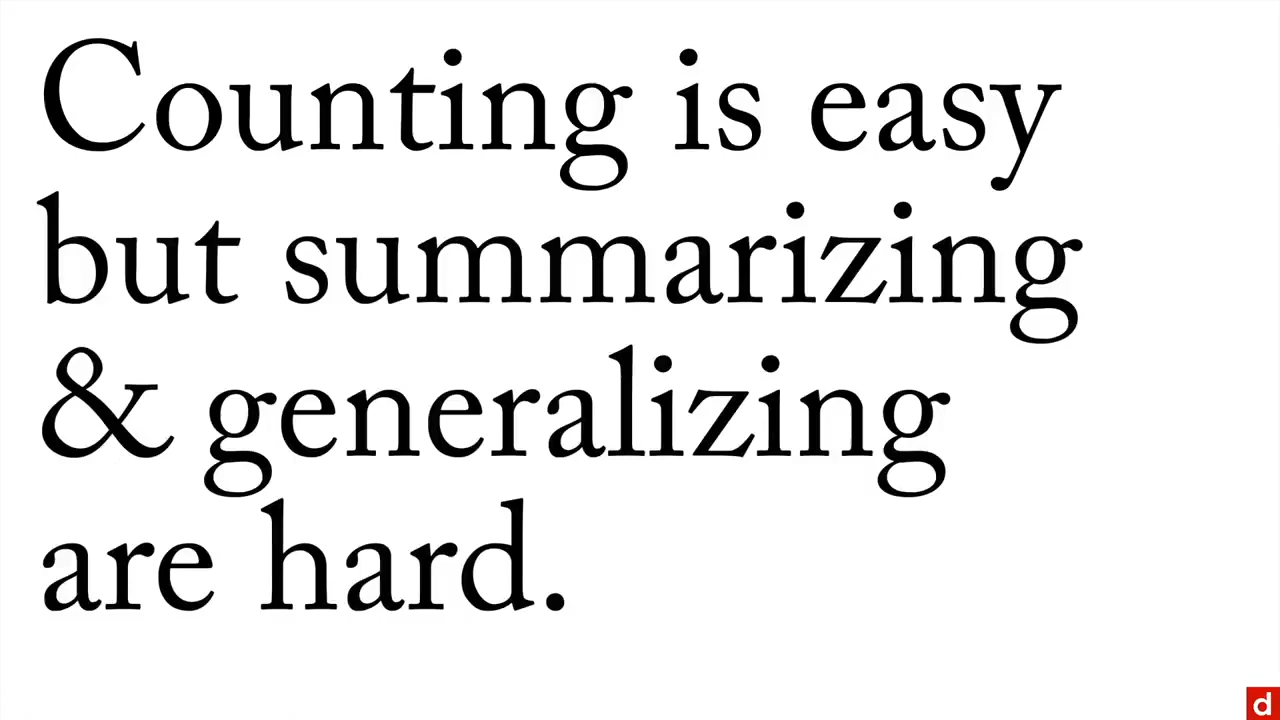 Counting is easy
but summarizing
& generalizing
are hard.
d